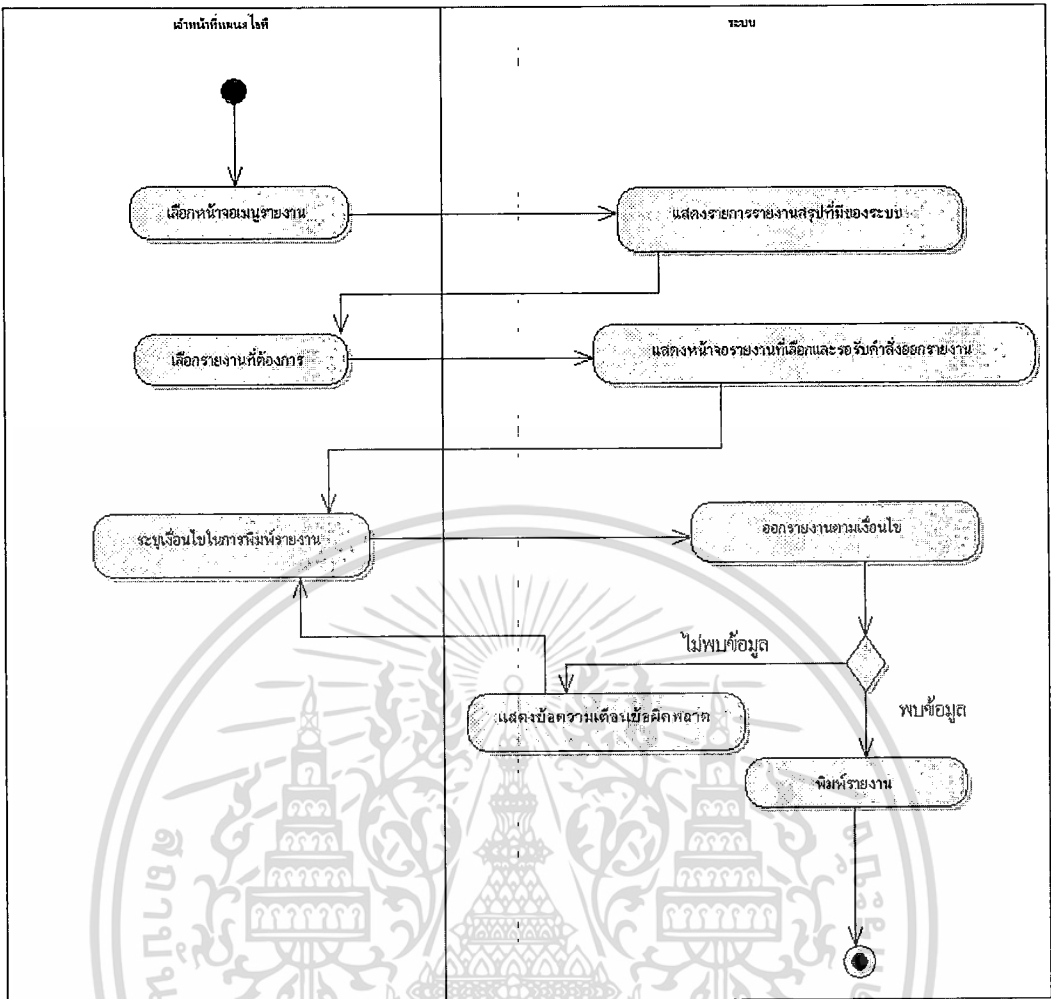 เจ้าหน้าที่แผนกไอที
ระบบ
เลือกหน้าจอเมนูรายงาน
แสดงรายการรายงานสรุปที่มีของระบบ
เลือกรายงานที่ต้องการ
แสดงหน้าจอรายงานที่เลือกและรอรับคำสั่งออกรายงาน
ระบุเงื่อนไขในการพิมพ์รายงาน
ออกรายงานตามเงื่อนไข
ไม่พบข้อมูล
แสดงข้อความเตือนข้อผิดพลาด
พบข้อมูล
พิมพ์รายงาน